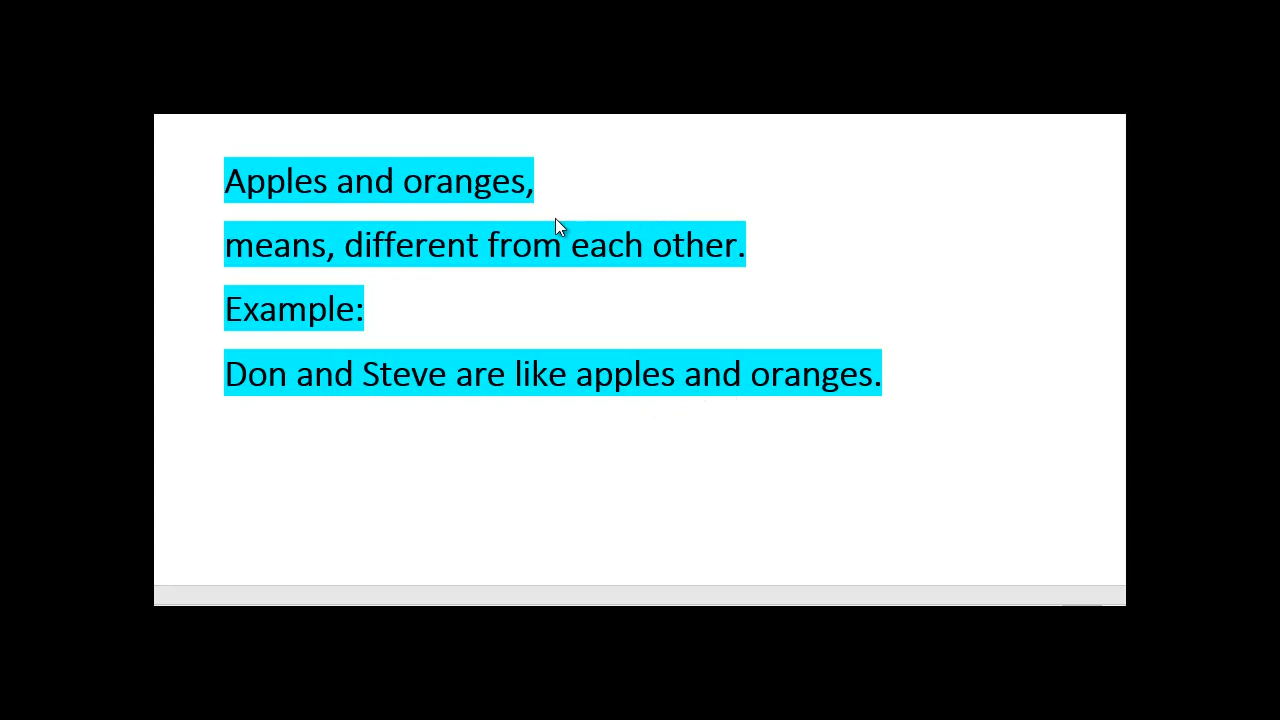 Apples and oranges,
means, different from each other.
Example:
Don and Steve are like apples and oranges.